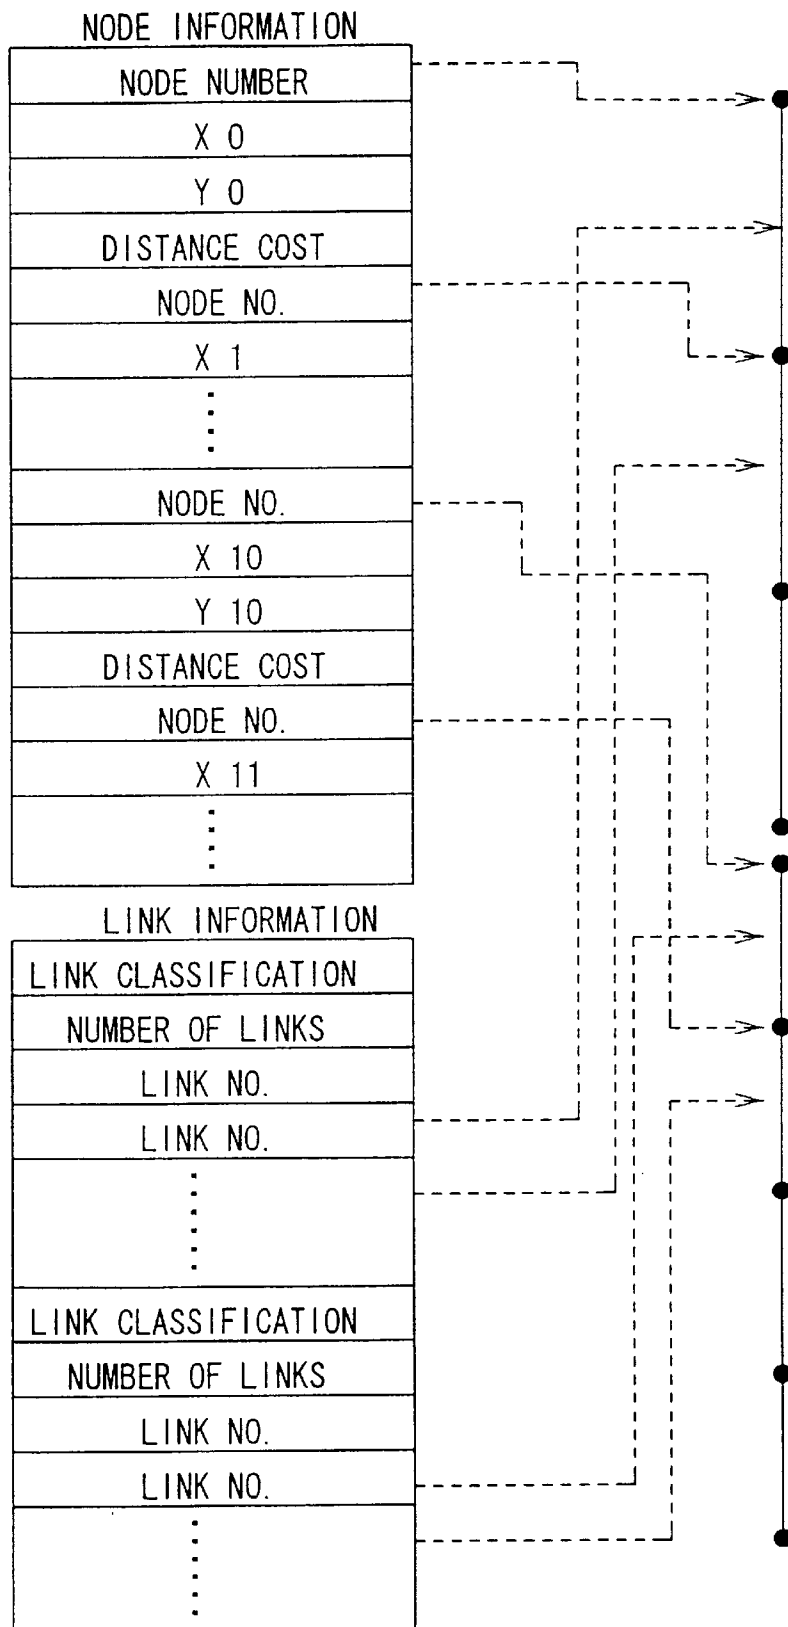 NODE INFORMATION
NODE NUMBER
X 0
Y 0
DISTANCE COST
NODE NO.
X 1
NODE NO.
X 10
Y 10
DISTANCE COST
NODE NO.
X 11
LINK INFORMATION
LINK CLASSIFICATION
NUMBER OF LINKS
LINK NO.
LINK NO.
LINK CLASSIFICATION
NUMBER OF LINKS
LINK NO.
LINK NO.